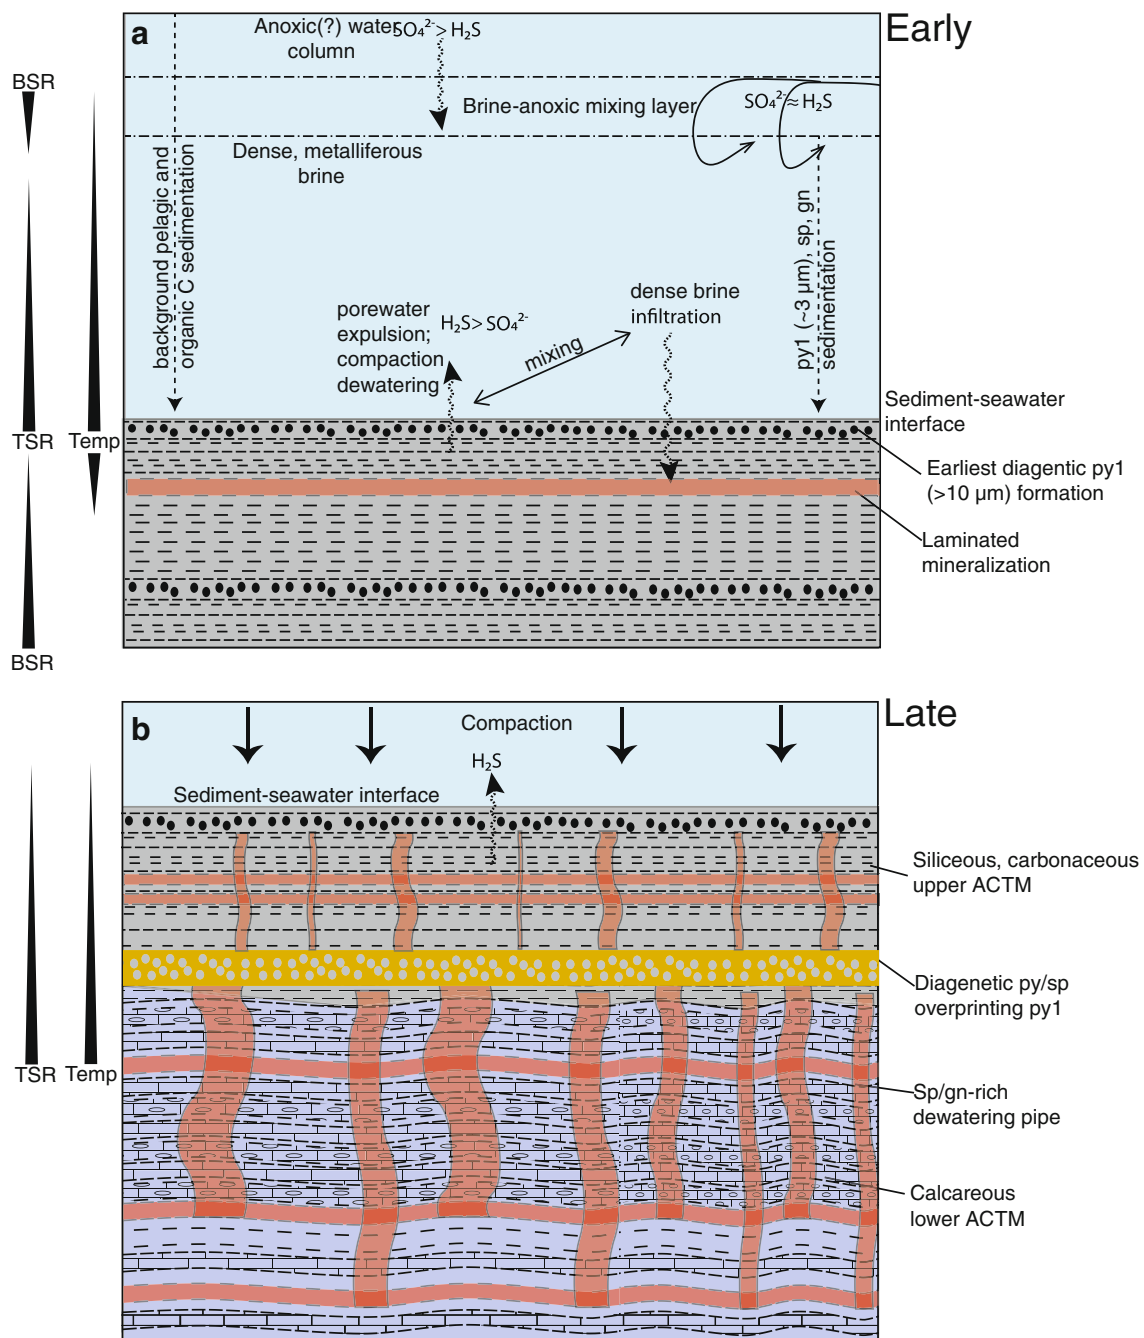 a
Early
Anoxic(?) water
column
SO₄²⁻> H₂S
BSR
Brine-anoxic mixing layer
SO₄²⁻≈ H₂S
Dense, metalliferous
brine
background pelagic and
organic C sedimentation
py1 (~3 µm), sp, gn
sedimentation
porewater
expulsion;
compaction
dewatering
H₂S> SO₄²⁻
mixing
dense brine
infiltration
Sediment-seawater
interface
TSR
Temp
Earliest diagentic py1
(>10 µm) formation
Laminated
mineralization
BSR
b
Late
Compaction
H₂S
Sediment-seawater interface
Siliceous, carbonaceous
upper ACTM
Diagenetic py/sp
overprinting py1
TSR
Temp
Sp/gn-rich
dewatering pipe
Calcareous
lower ACTM